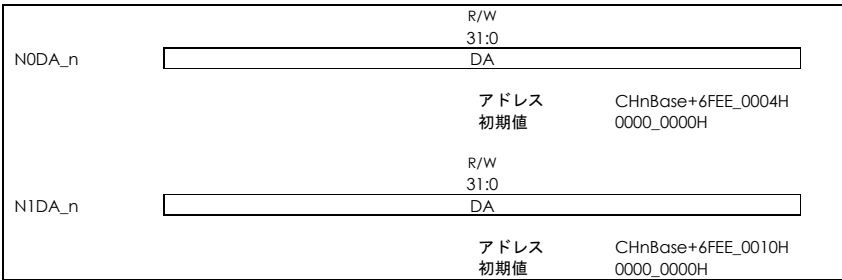 R/W
31:0
N0DA_n DA
アドレス CHnBase+6FEE_0004H
初期値 0000_0000H
R/W
31:0
N1DA_n DA
アドレス CHnBase+6FEE_0010H
初期値 0000_0000H